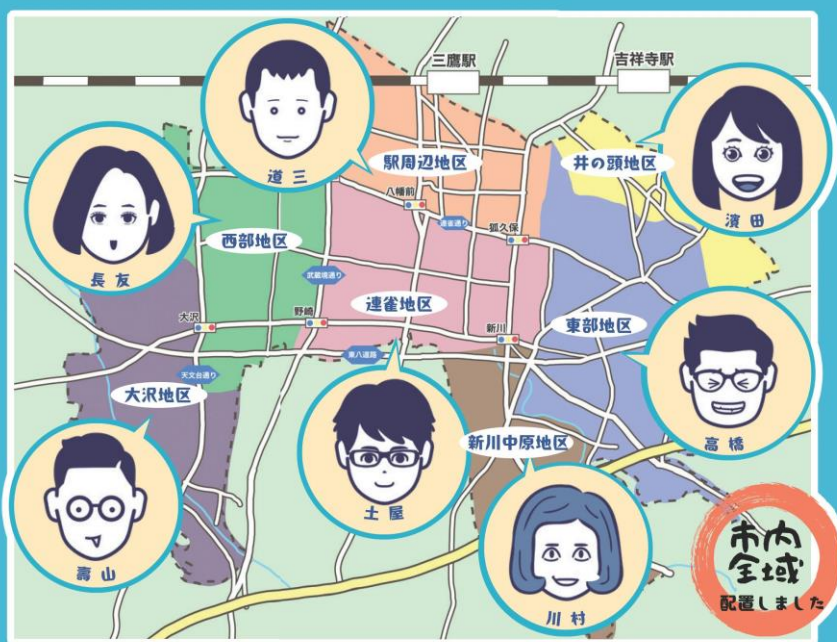 三鷹駅
吉祥寺駅
道三
駅周辺地区
井の頭地区
濱田
八幡前
長友
西部地区
連雀通り
狐久保
武蔵境通り
連雀地区
大沢
野崎
新川
東部地区
東八道路
天文台通り
大沢地区
高橋
新川中原地区
土屋
壽山
川村
市内
全域
配置しました